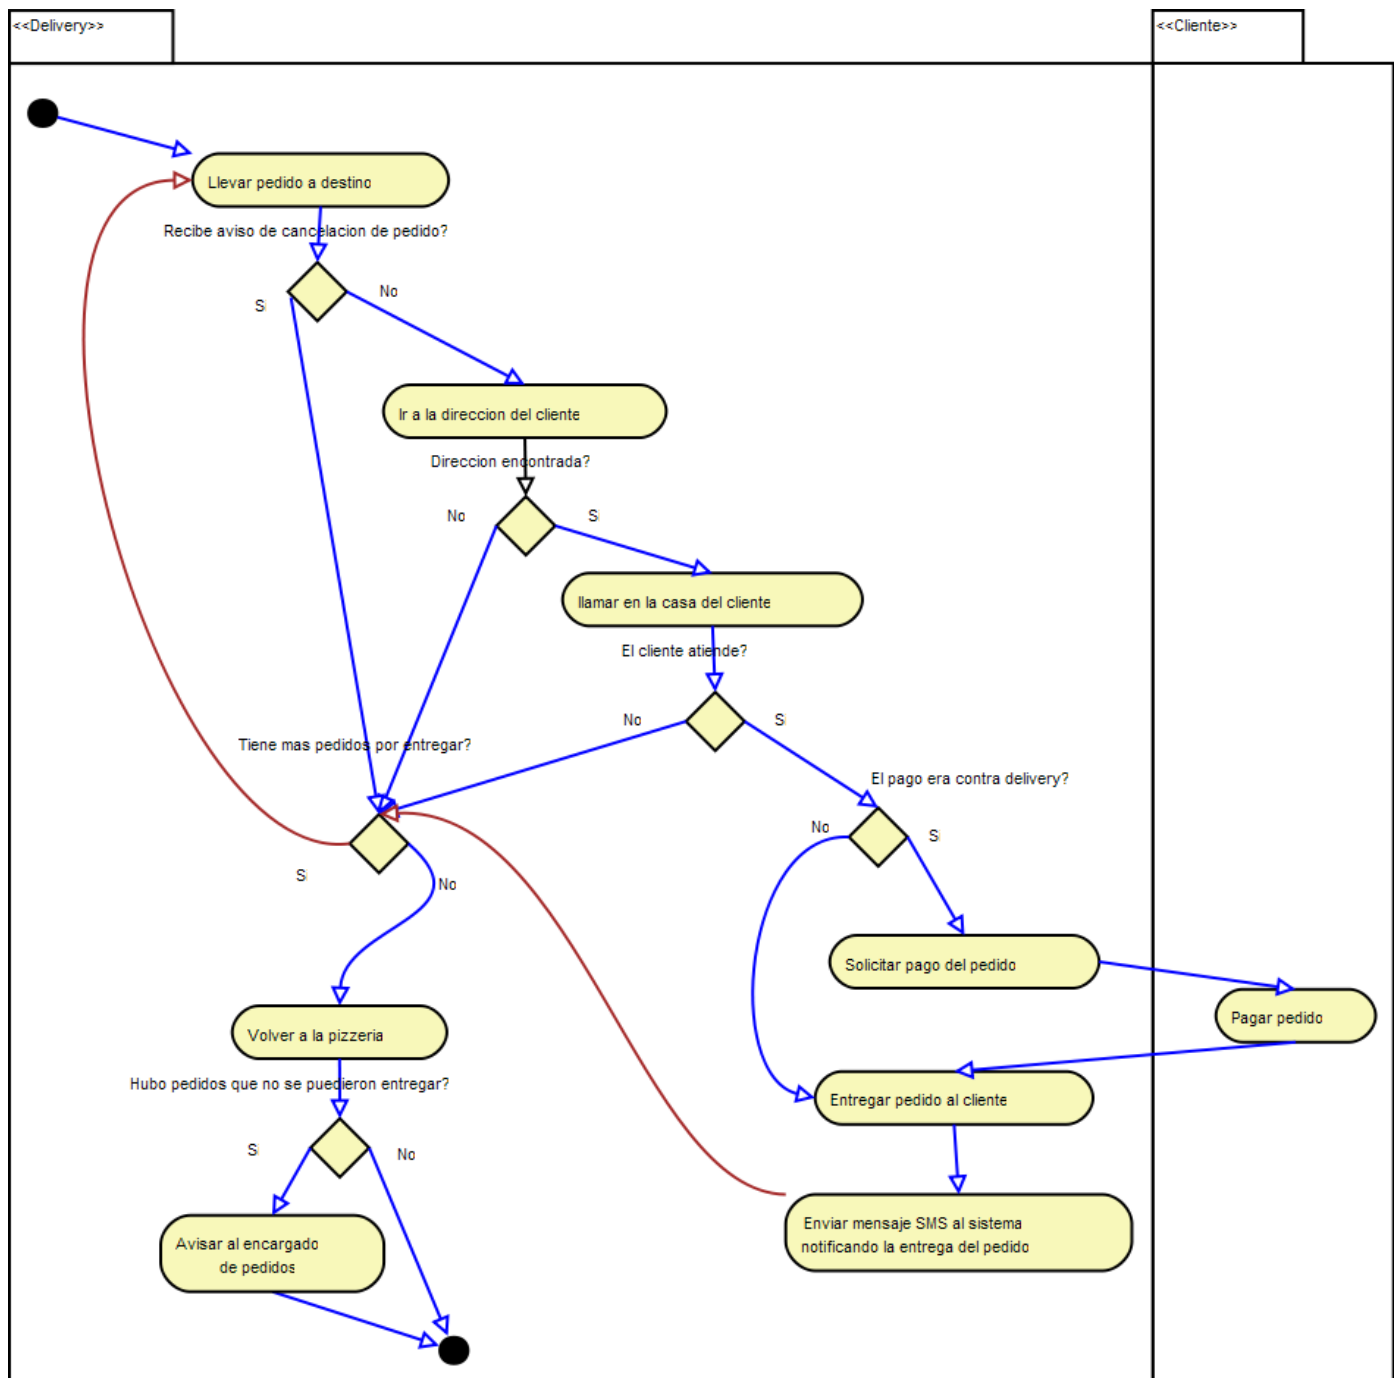 <<Delivery>>
<<Cliente>>
Llevar pedido a destino
Recibe aviso de cancelacion de pedido?
Si
No
Ir a la direccion del cliente
Direccion encontrada?
No
Si
llamar en la casa del cliente
El cliente atiende?
No
Si
Tiene mas pedidos por entregar?
El pago era contra delivery?
No
Si
Si
No
Solicitar pago del pedido
Pagar pedido
Volver a la pizzeria
Hubo pedidos que no se puedieron entregar?
Entregar pedido al cliente
Si
No
Enviar mensaje SMS al sistema
notificando la entrega del pedido
Avisar al encargado
de pedidos